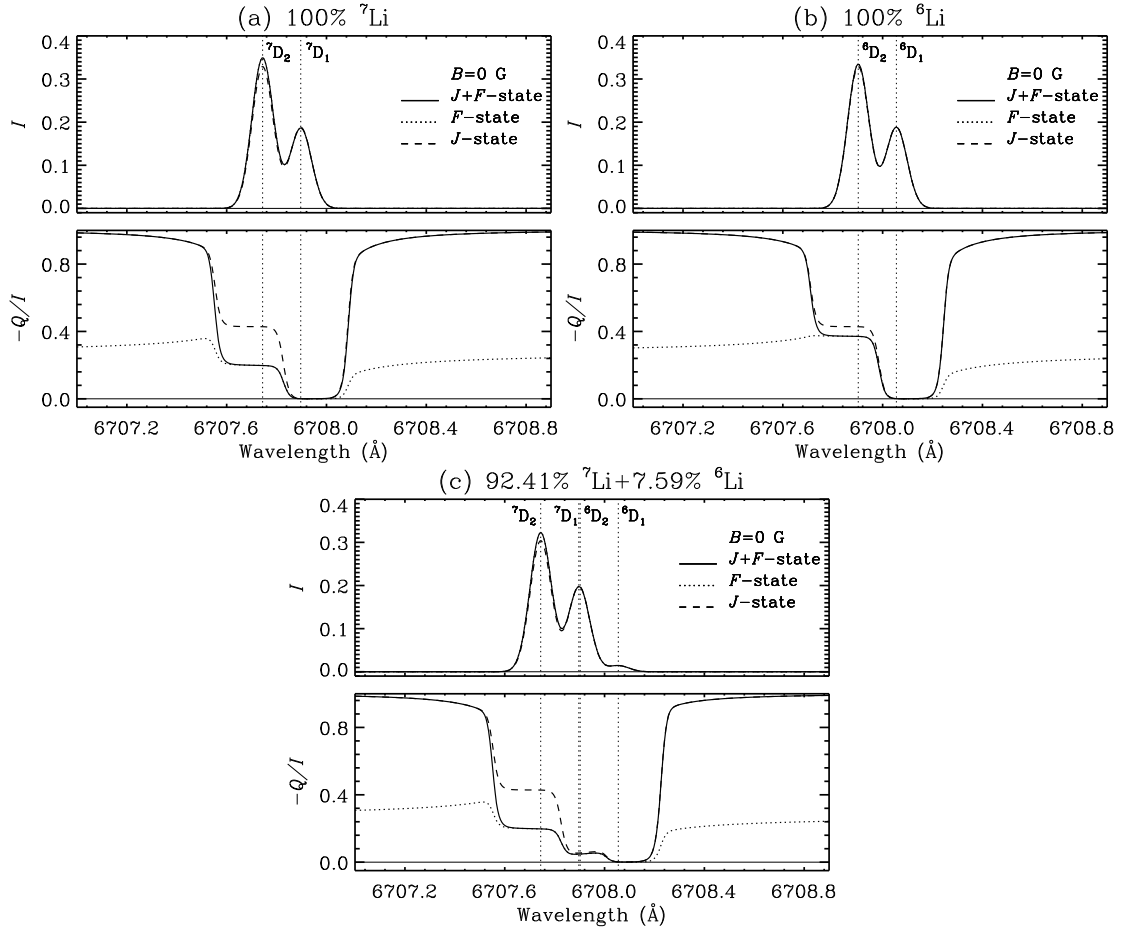 (a) 100% ⁷Li
0.4
0.3
0.2
0.1
0.0
I
⁷D₂ ⁷D₁
B=0 G
J+F-state
F-state
J-state
0.8
0.4
0.0
-Q/I
6707.2 6707.6 6708.0 6708.4 6708.8
Wavelength (Å)
(b) 100% ⁶Li
0.4
0.3
0.2
0.1
0.0
I
⁶D₂ ⁶D₁
B=0 G
J+F-state
F-state
J-state
0.8
0.4
0.0
-Q/I
6707.2 6707.6 6708.0 6708.4 6708.8
Wavelength (Å)
(c) 92.41% ⁷Li+7.59% ⁶Li
0.4
0.3
0.2
0.1
0.0
I
⁷D₂ ⁷D₁ ⁶D₂ ⁶D₁
B=0 G
J+F-state
F-state
J-state
0.8
0.4
0.0
-Q/I
6707.2 6707.6 6708.0 6708.4 6708.8
Wavelength (Å)